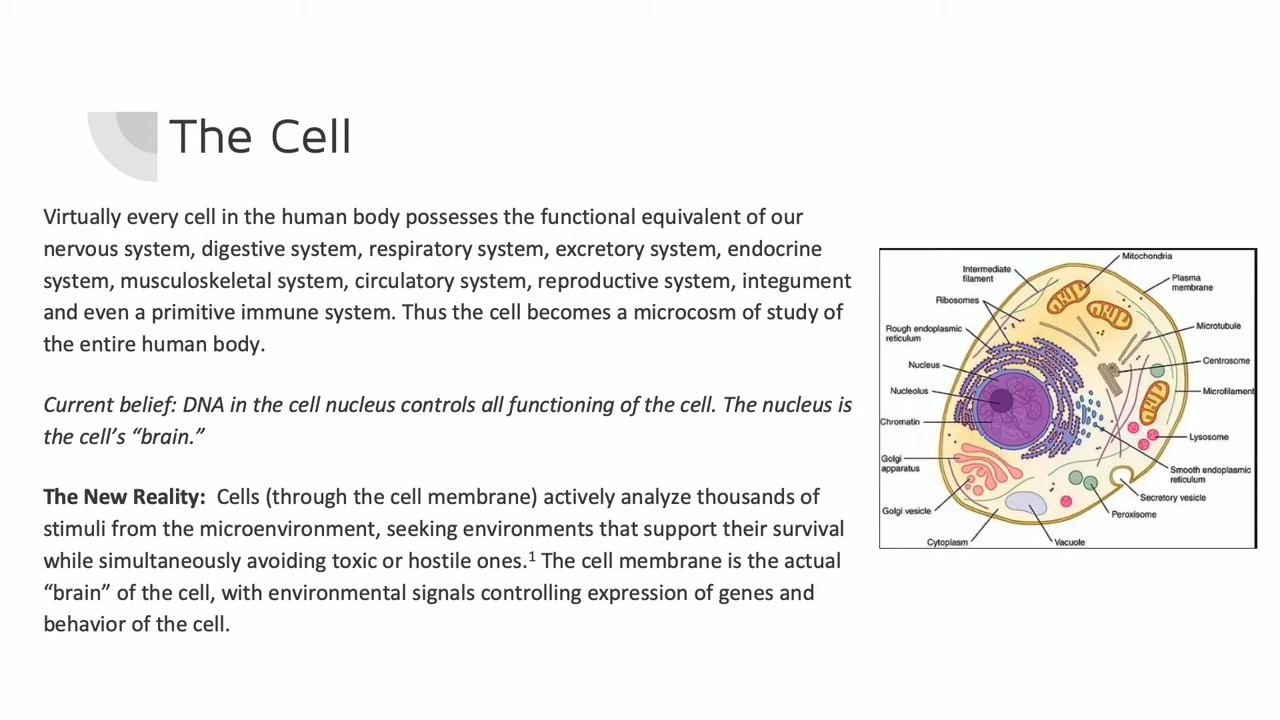 The Cell
Virtually every cell in the human body possesses the functional equivalent of our
nervous system, digestive system, respiratory system, excretory system, endocrine
system, musculoskeletal system, circulatory system, reproductive system, integument
and even a primitive immune system. Thus the cell becomes a microcosm of study of
the entire human body.
Current belief: DNA in the cell nucleus controls all functioning of the cell. The nucleus is
the cell’s “brain.”
The New Reality: Cells (through the cell membrane) actively analyze thousands of
stimuli from the microenvironment, seeking environments that support their survival
while simultaneously avoiding toxic or hostile ones.¹ The cell membrane is the actual
“brain” of the cell, with environmental signals controlling expression of genes and
behavior of the cell.
Mitochondria
Intermediate
filament
Plasma
membrane
Ribosomes
Rough endoplasmic
reticulum
Microtubule
Nucleus
Centrosome
Nucleolus
Microfilament
Chromatin
Lysosome
Golgi
apparatus
Smooth endoplasmic
reticulum
Secretory vesicle
Golgi vesicle
Peroxisome
Cytoplasm
Vacuole